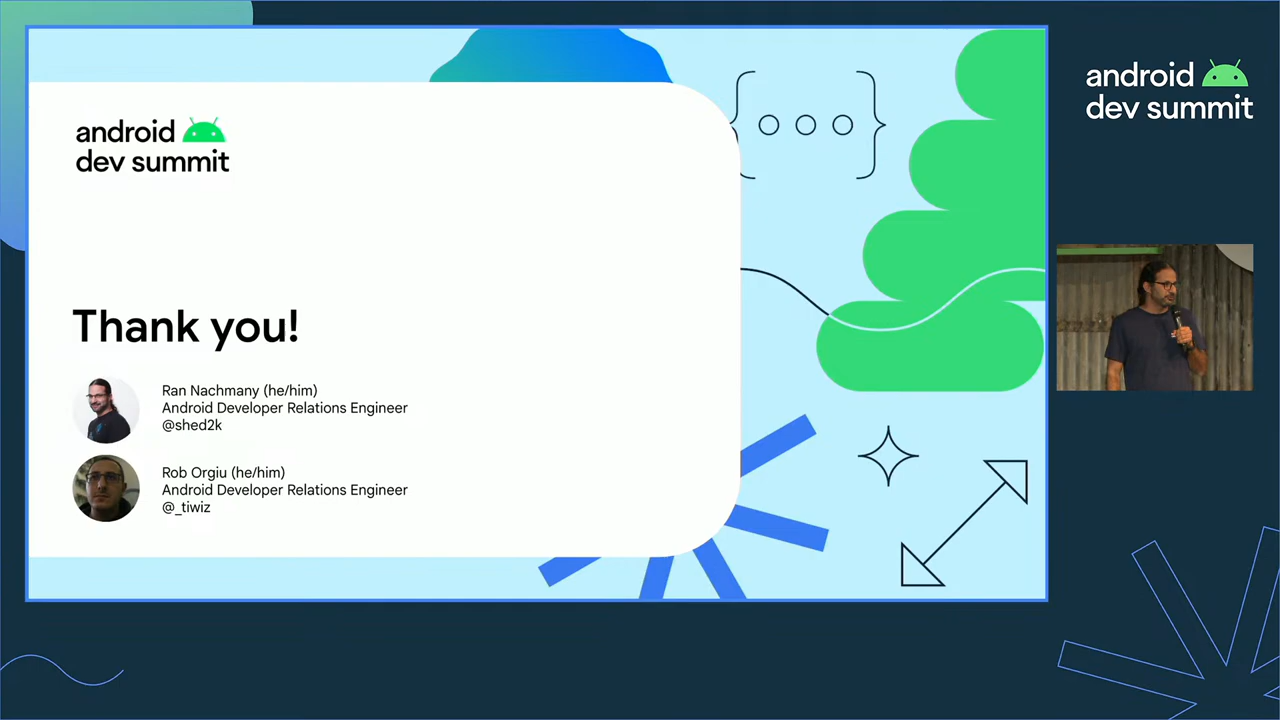 android
dev summit
Thank you!
Ran Nachmany (he/him)
Android Developer Relations Engineer
@shed2k
Rob Orgiu (he/him)
Android Developer Relations Engineer
@_tiwiz
android
dev summit